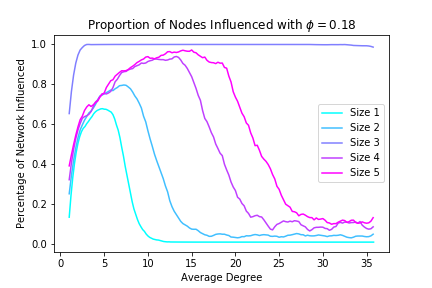 Proportion of Nodes Influenced with ϕ = 0.18
Percentage of Network Influenced
1.0
0.8
0.6
0.4
0.2
0.0
Size 1
Size 2
Size 3
Size 4
Size 5
0 5 10 15 20 25 30 35
Average Degree